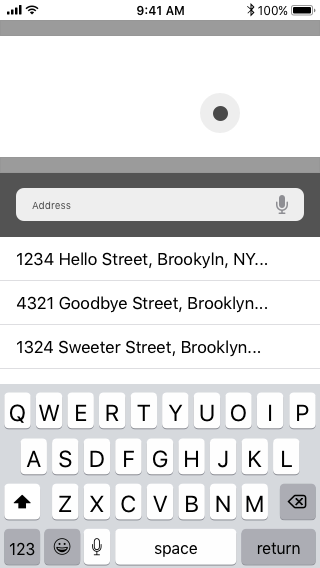 9:41 AM 100%
Address
1234 Hello Street, Brookyln, NY...
4321 Goodbye Street, Brooklyn...
1324 Sweeter Street, Brooklyn...
Q W E R T Y U O I P
A S D F G H J K L
Z X C V B N M
123 space return